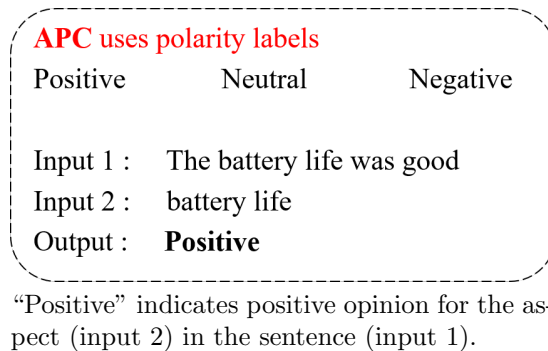 APC uses polarity labels
Positive Neutral Negative
Input 1 : The battery life was good
Input 2 : battery life
Output : Positive
“Positive” indicates positive opinion for the as-
pect (input 2) in the sentence (input 1).